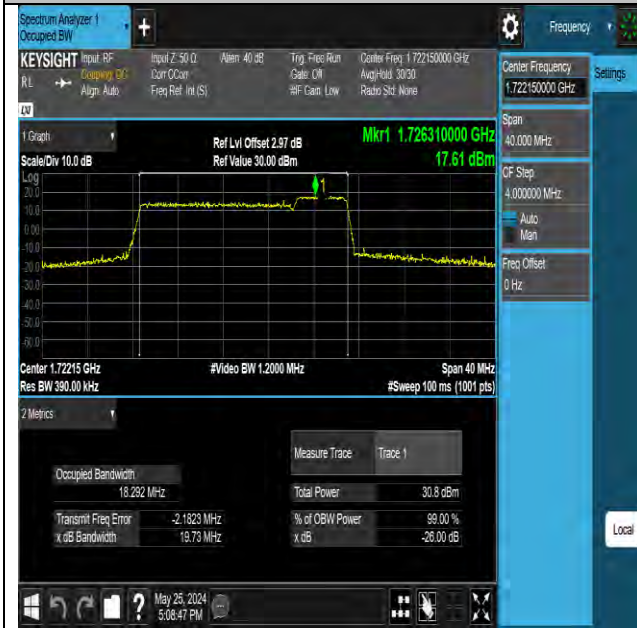 Spectrum Analyzer 1
Occupied BW
+
Frequency
KEYSIGHT Input: RF
RL
Coupling: DC
Align: Auto
Input Z: 50 Ω
Corr CCorr
Freq Ref: Int (S)
Atten: 40 dB
Trig: Free Run
Gate: Off
#IF Gain: Low
Center Freq: 1.722150000 GHz
Avg|Hold: 30/30
Radio Std: None
LXI
Center Frequency
1.722150000 GHz
Settings
Span
40.000 MHz
CF Step
4.000000 MHz
Auto
Man
Freq Offset
0 Hz
1 Graph
Scale/Div 10.0 dB
Ref Lvl Offset 2.97 dB
Ref Value 30.00 dBm
Mkr1 1.726310000 GHz
17.61 dBm
Log
20.0
10.0
0.00
-10.0
-20.0
-30.0
-40.0
-50.0
-60.0
1
Center 1.72215 GHz
Res BW 390.00 kHz
#Video BW 1.2000 MHz
Span 40 MHz
#Sweep 100 ms (1001 pts)
2 Metrics
Measure Trace Trace 1
Occupied Bandwidth
18.292 MHz
Total Power 30.8 dBm
Transmit Freq Error -2.1823 MHz
% of OBW Power 99.00 %
x dB Bandwidth 19.73 MHz
x dB -26.00 dB
Local
?
May 25, 2024
5:08:47 PM